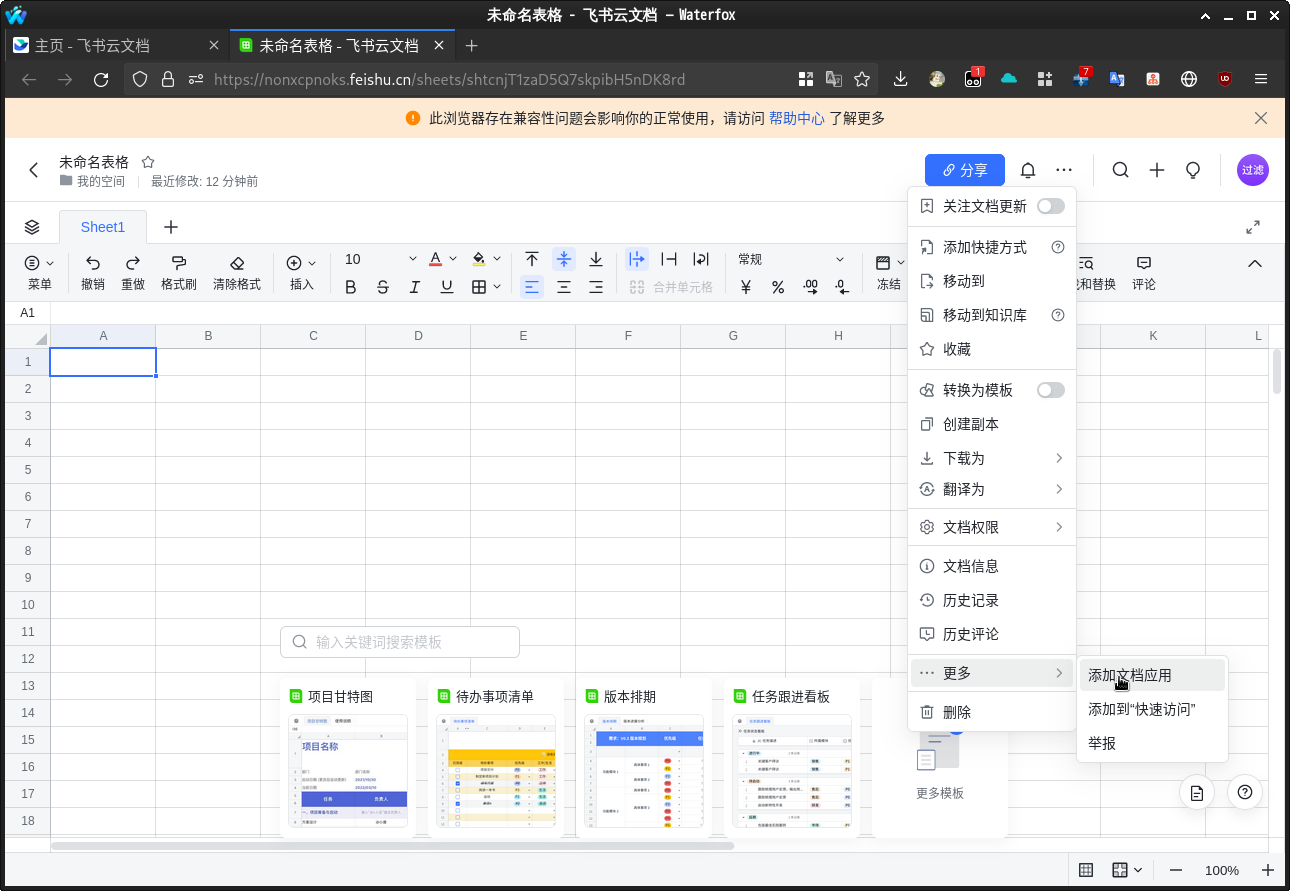 未命名表格 - 飞书云文档 — Waterfox
主页 - 飞书云文档
未命名表格 - 飞书云文档
https://nonxcpnoks.feishu.cn/sheets/shtcnjT1zaD5Q7skpibH5nDK8rd
1
7
此浏览器存在兼容性问题会影响你的正常使用，请访问 帮助中心 了解更多
未命名表格
我的空间
最近修改: 12 分钟前
分享
过滤
Sheet1
菜单
撤销
重做
格式刷
清除格式
插入
10
常规
合并单元格
冻结
和替换
评论
关注文档更新
添加快捷方式
移动到
移动到知识库
收藏
转换为模板
创建副本
下载为
翻译为
文档权限
文档信息
历史记录
历史评论
更多
删除
添加文档应用
添加到“快速访问”
举报
A1
A B C D E F G H K L
1
2
3
4
5
6
7
8
9
10
11
12
13
14
15
16
17
18
输入关键词搜索模板
项目甘特图
待办事项清单
版本排期
任务跟进看板
项目名称
任务
负责人
更多模板
100%